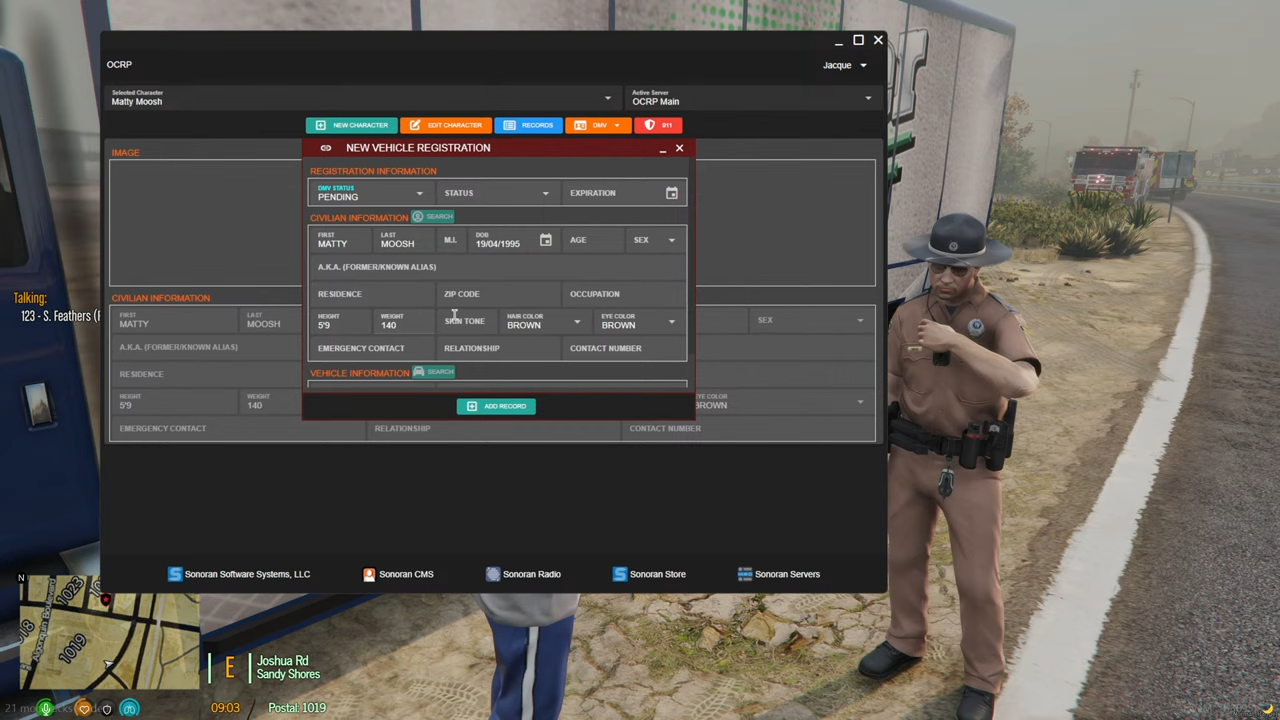 OCRP
Jacque
Selected Character
Matty Moosh
Active Server
OCRP Main
NEW CHARACTER
EDIT CHARACTER
RECORDS
DMV
911
IMAGE
NEW VEHICLE REGISTRATION
REGISTRATION INFORMATION
DMV STATUS
PENDING
STATUS
EXPIRATION
CIVILIAN INFORMATION
SEARCH
FIRST
MATTY
LAST
MOOSH
M.I.
DOB
19/04/1995
AGE
SEX
A.K.A. (FORMER/KNOWN ALIAS)
RESIDENCE
ZIP CODE
OCCUPATION
HEIGHT
5'9
WEIGHT
140
SKIN TONE
HAIR COLOR
BROWN
EYE COLOR
BROWN
EMERGENCY CONTACT
RELATIONSHIP
CONTACT NUMBER
VEHICLE INFORMATION
SEARCH
ADD RECORD
CIVILIAN INFORMATION
FIRST
MATTY
LAST
MOOSH
SEX
A.K.A. (FORMER/KNOWN ALIAS)
RESIDENCE
HEIGHT
5'9
WEIGHT
140
EYE COLOR
BROWN
EMERGENCY CONTACT
RELATIONSHIP
CONTACT NUMBER
Sonoran Software Systems, LLC
Sonoran CMS
Sonoran Radio
Sonoran Store
Sonoran Servers
Talking:
123 - S. Feathers
N
1023
1018
1019
Algonquin Boulevard
E
Joshua Rd
Sandy Shores
09:03
Postal: 1019